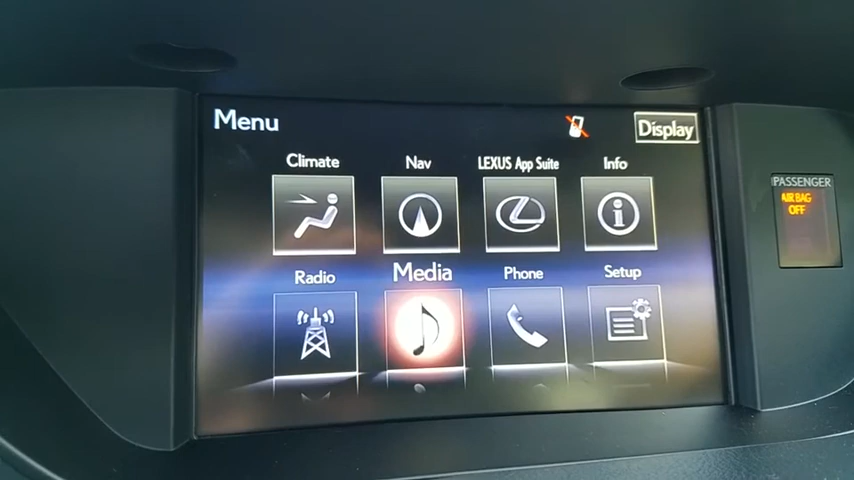 Menu
Display
Climate
Nav
LEXUS App Suite
Info
Radio
Media
Phone
Setup
PASSENGER
AIR BAG
OFF